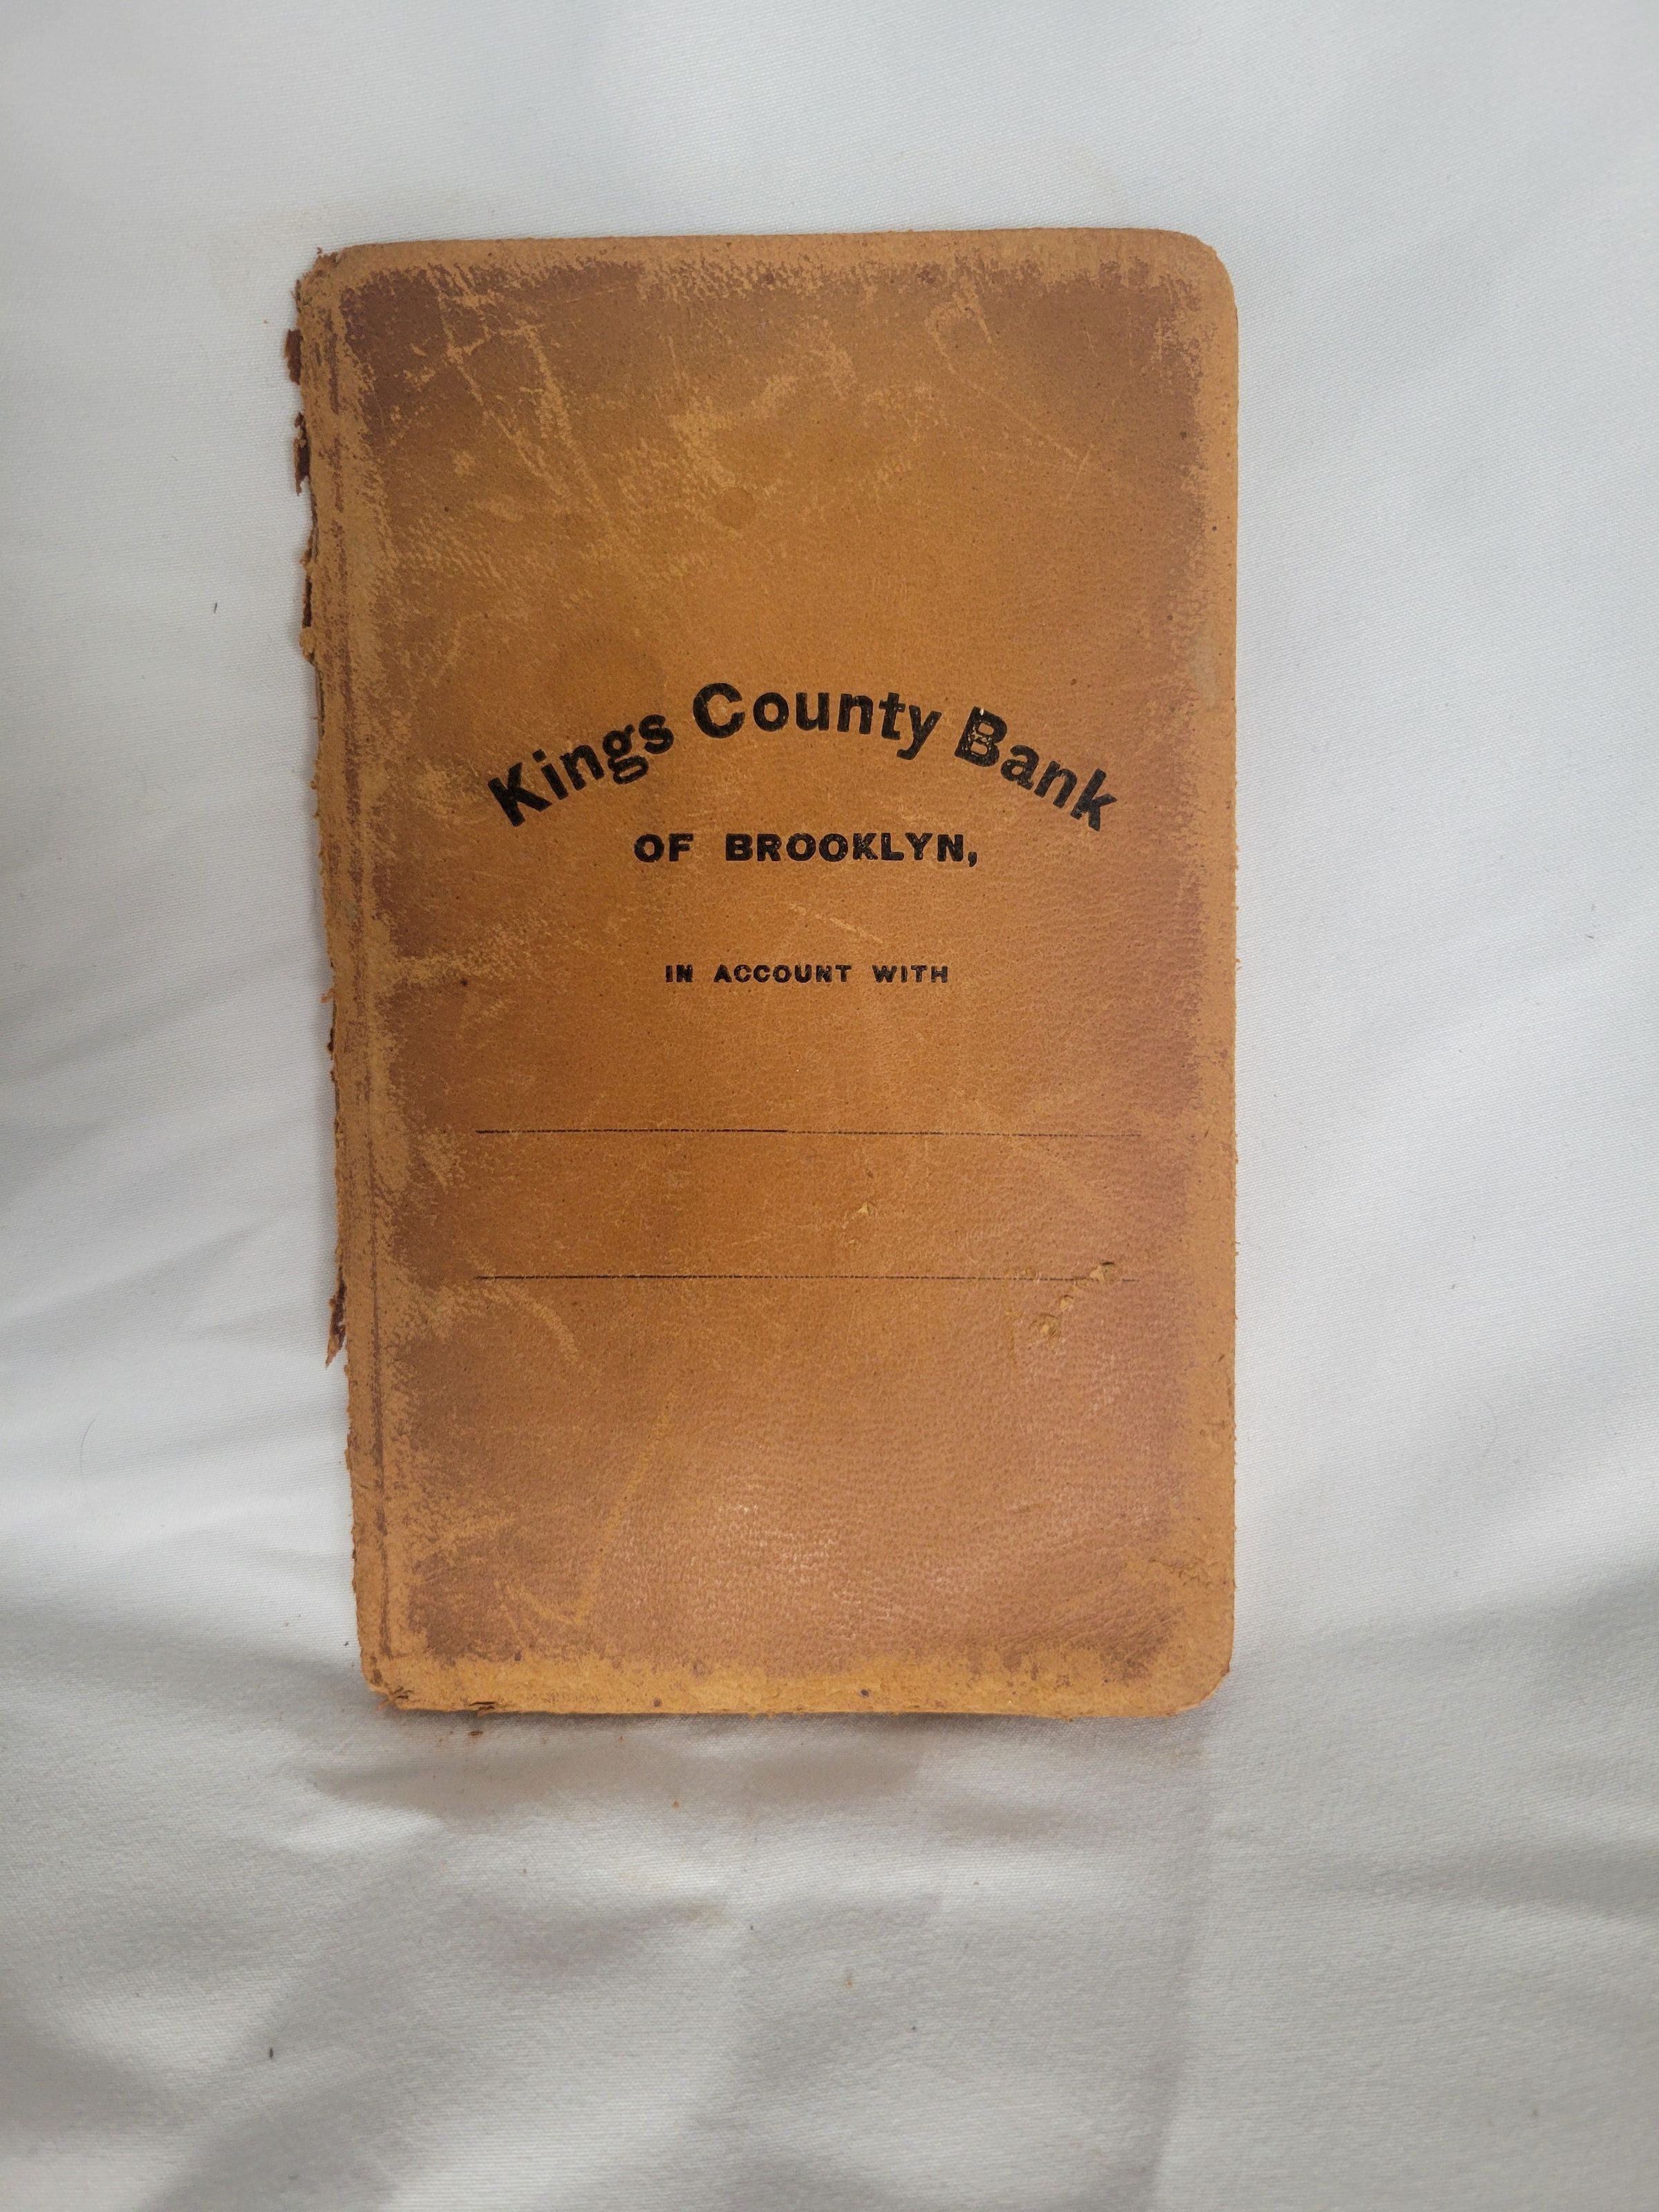 Kings County Bank
OF BROOKLYN,
IN ACCOUNT WITH